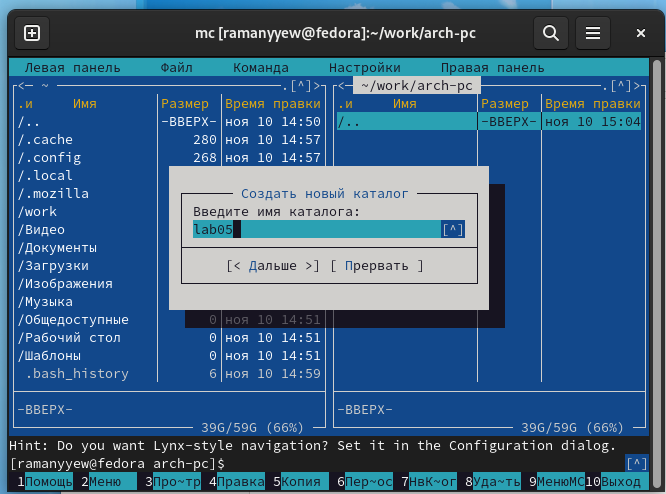 mc [ramanyyew@fedora]:~/work/arch-pc
Левая панель Файл Команда Настройки Правая панель
<— ~ .[^]> <— ~/work/arch-pc .[^]>
.и Имя Размер Время правки .и Имя Размер Время правки
/.. -ВВЕРХ- ноя 10 14:50 /.. -ВВЕРХ- ноя 10 15:04
/.cache 280 ноя 10 14:57
/.config 268 ноя 10 14:57
/.local
/.mozilla
/work
/Видео
/Документы
/Загрузки
/Изображения
/Музыка
/Общедоступные 0 ноя 10 14:51
/Рабочий стол 0 ноя 10 14:51
/Шаблоны 0 ноя 10 14:51
.bash_history 6 ноя 10 14:59
Создать новый каталог
Введите имя каталога:
lab05 [^]
[< Дальше >] [ Прервать ]
-ВВЕРХ- -ВВЕРХ-
39G/59G (66%) 39G/59G (66%)
Hint: Do you want Lynx-style navigation? Set it in the Configuration dialog.
[ramanyyew@fedora arch-pc]$ [^]
1Помощь 2Меню 3Про~тр 4Правка 5Копия 6Пер~ос 7НвК~ог 8Уда~ть 9МенюMC 10Выход